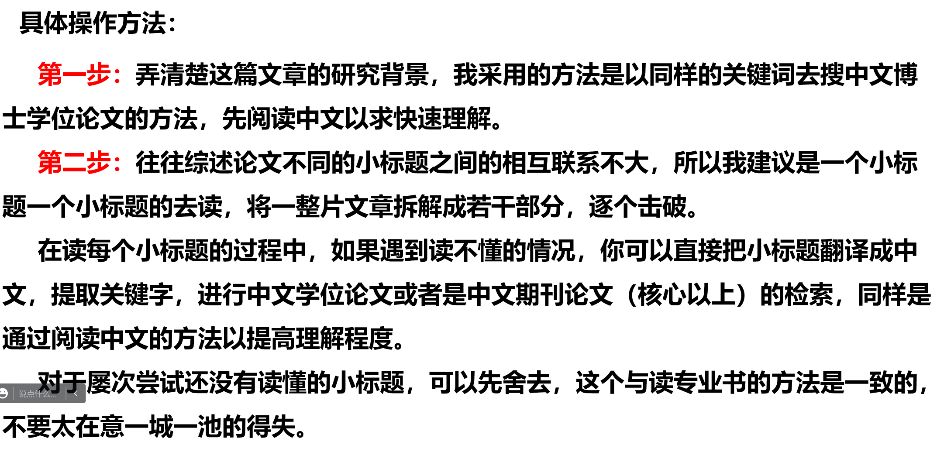 具体操作方法：
第一步：弄清楚这篇文章的研究背景，我采用的方法是以同样的关键词去搜中文博
士学位论文的方法，先阅读中文以求快速理解。
第二步：往往综述论文不同的小标题之间的相互联系不大，所以我建议是一个小标
题一个小标题的去读，将一整片文章拆解成若干部分，逐个击破。
在读每个小标题的过程中，如果遇到读不懂的情况，你可以直接把小标题翻译成中
文，提取关键字，进行中文学位论文或者是中文期刊论文（核心以上）的检索，同样是
通过阅读中文的方法以提高理解程度。
对于屡次尝试还没有读懂的小标题，可以先舍去，这个与读专业书的方法是一致的，
说点什么...
不要太在意一城一池的得失。